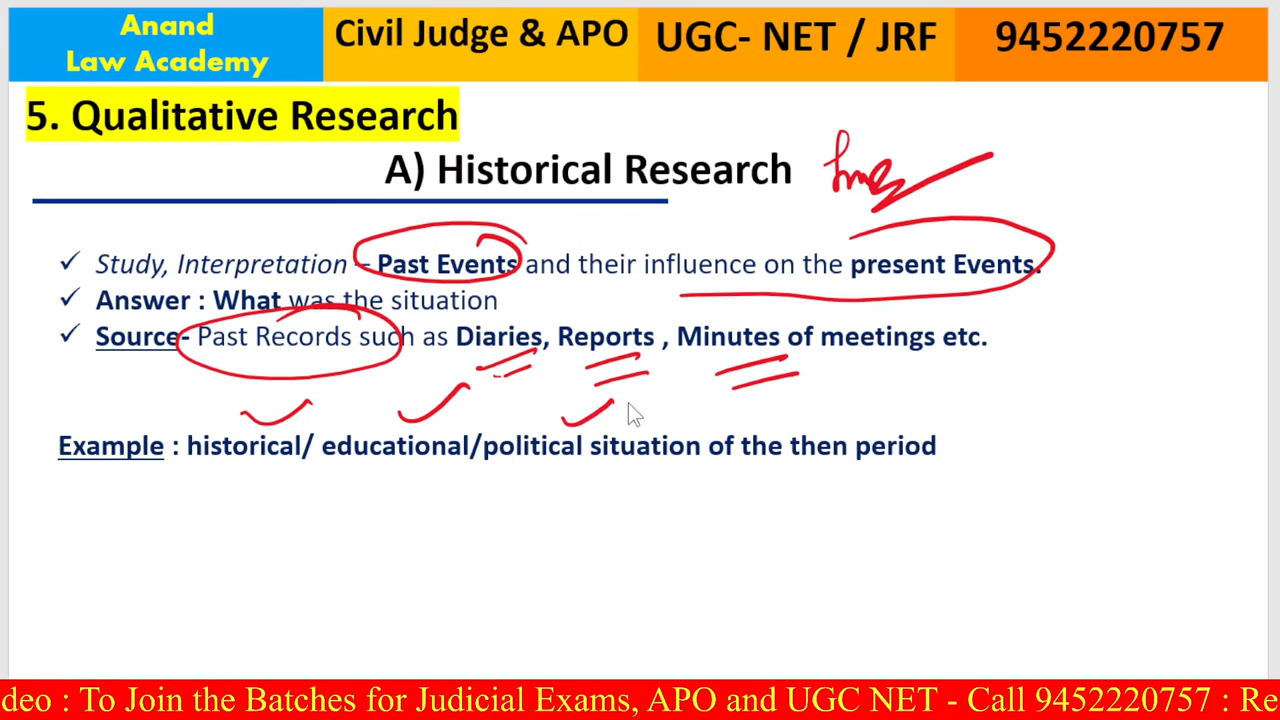 Anand
Law Academy
Civil Judge & APO
UGC- NET / JRF
9452220757
5. Qualitative Research
A) Historical Research
✓ Study, Interpretation – Past Events and their influence on the present Events.
✓ Answer : What was the situation
✓ Source- Past Records such as Diaries, Reports , Minutes of meetings etc.
Example : historical/ educational/political situation of the then period
deo : To Join the Batches for Judicial Exams, APO and UGC NET - Call 9452220757 : Re